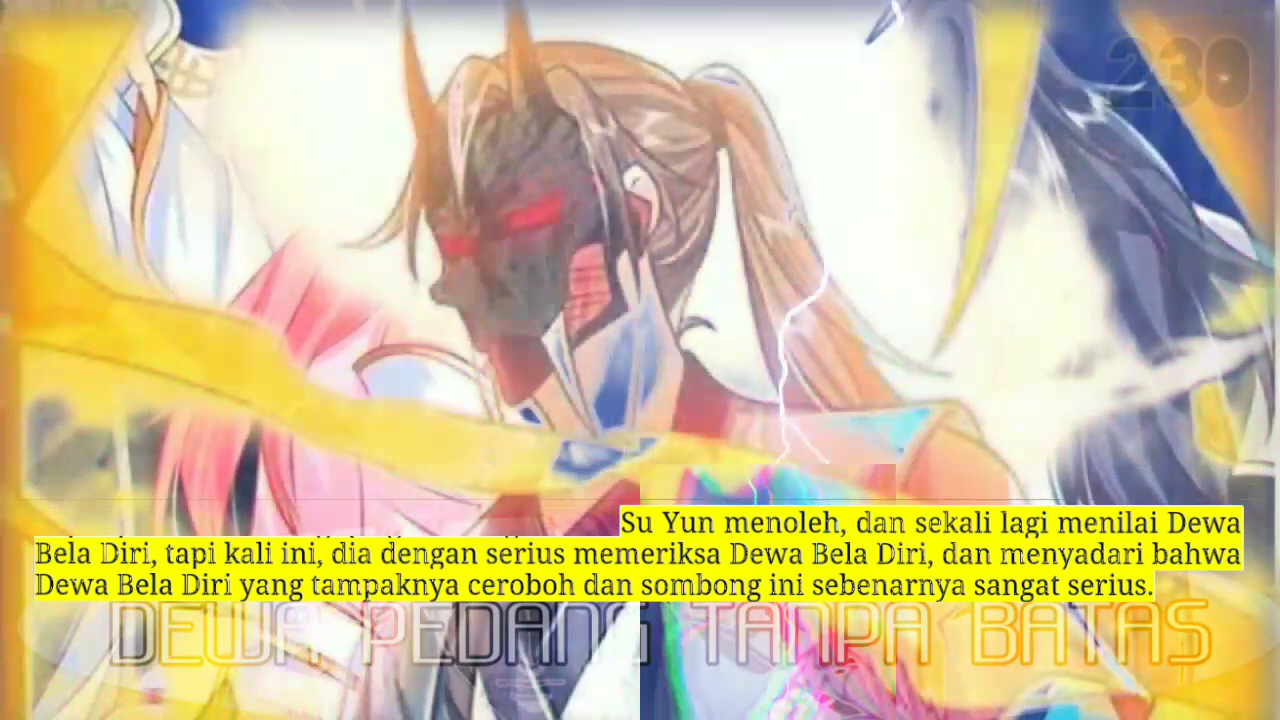 230
Su Yun menoleh, dan sekali lagi menilai Dewa
Bela Diri, tapi kali ini, dia dengan serius memeriksa Dewa Bela Diri, dan menyadari bahwa
Dewa Bela Diri yang tampaknya ceroboh dan sombong ini sebenarnya sangat serius.
DEWA PEDANG TANPA BATAS